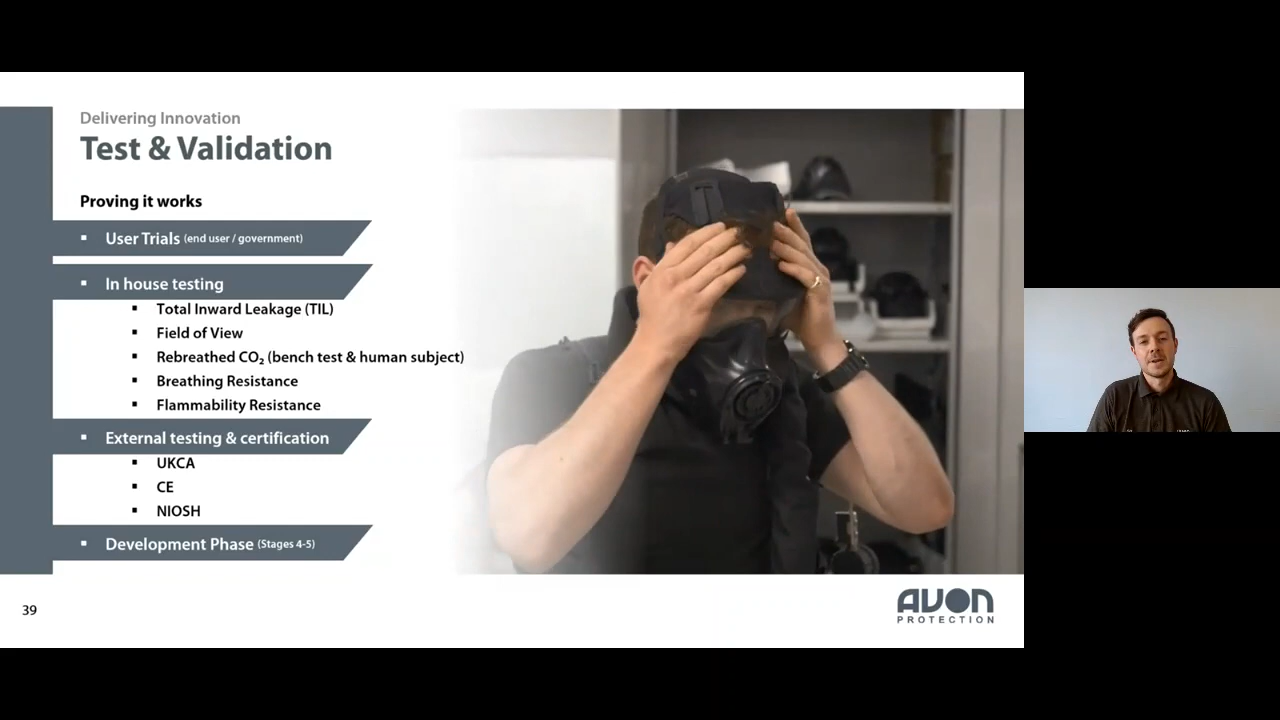 Delivering Innovation
Test & Validation
Proving it works
▪ User Trials (end user / government)
▪ In house testing
▪ Total Inward Leakage (TIL)
▪ Field of View
▪ Rebreathed CO₂ (bench test & human subject)
▪ Breathing Resistance
▪ Flammability Resistance
▪ External testing & certification
▪ UKCA
▪ CE
▪ NIOSH
▪ Development Phase (Stages 4-5)
39
AVON
PROTECTION